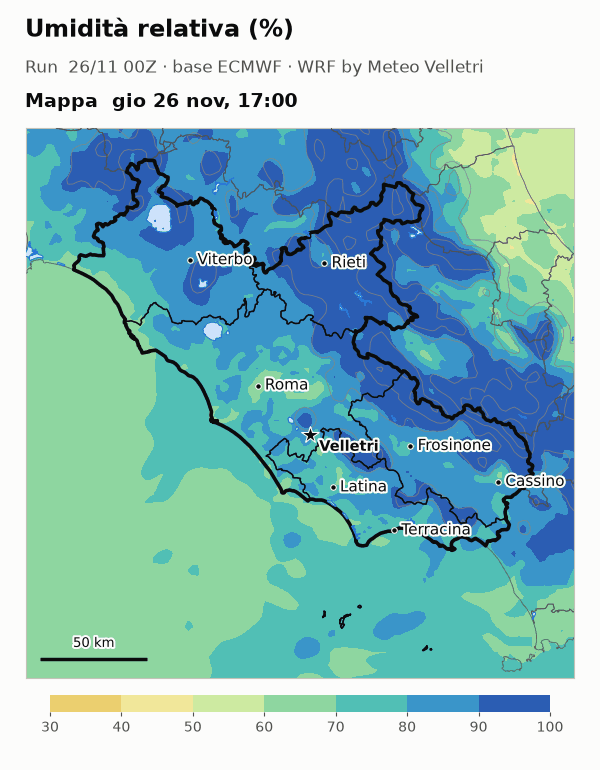 Umidità relativa (%)
Run  26/11 00Z · base ECMWF · WRF by Meteo Velletri
Mappa  gio 26 nov, 17:00
Viterbo
Rieti
Roma
Velletri
Frosinone
Cassino
Latina
Terracina
50 km
30 40 50 60 70 80 90 100